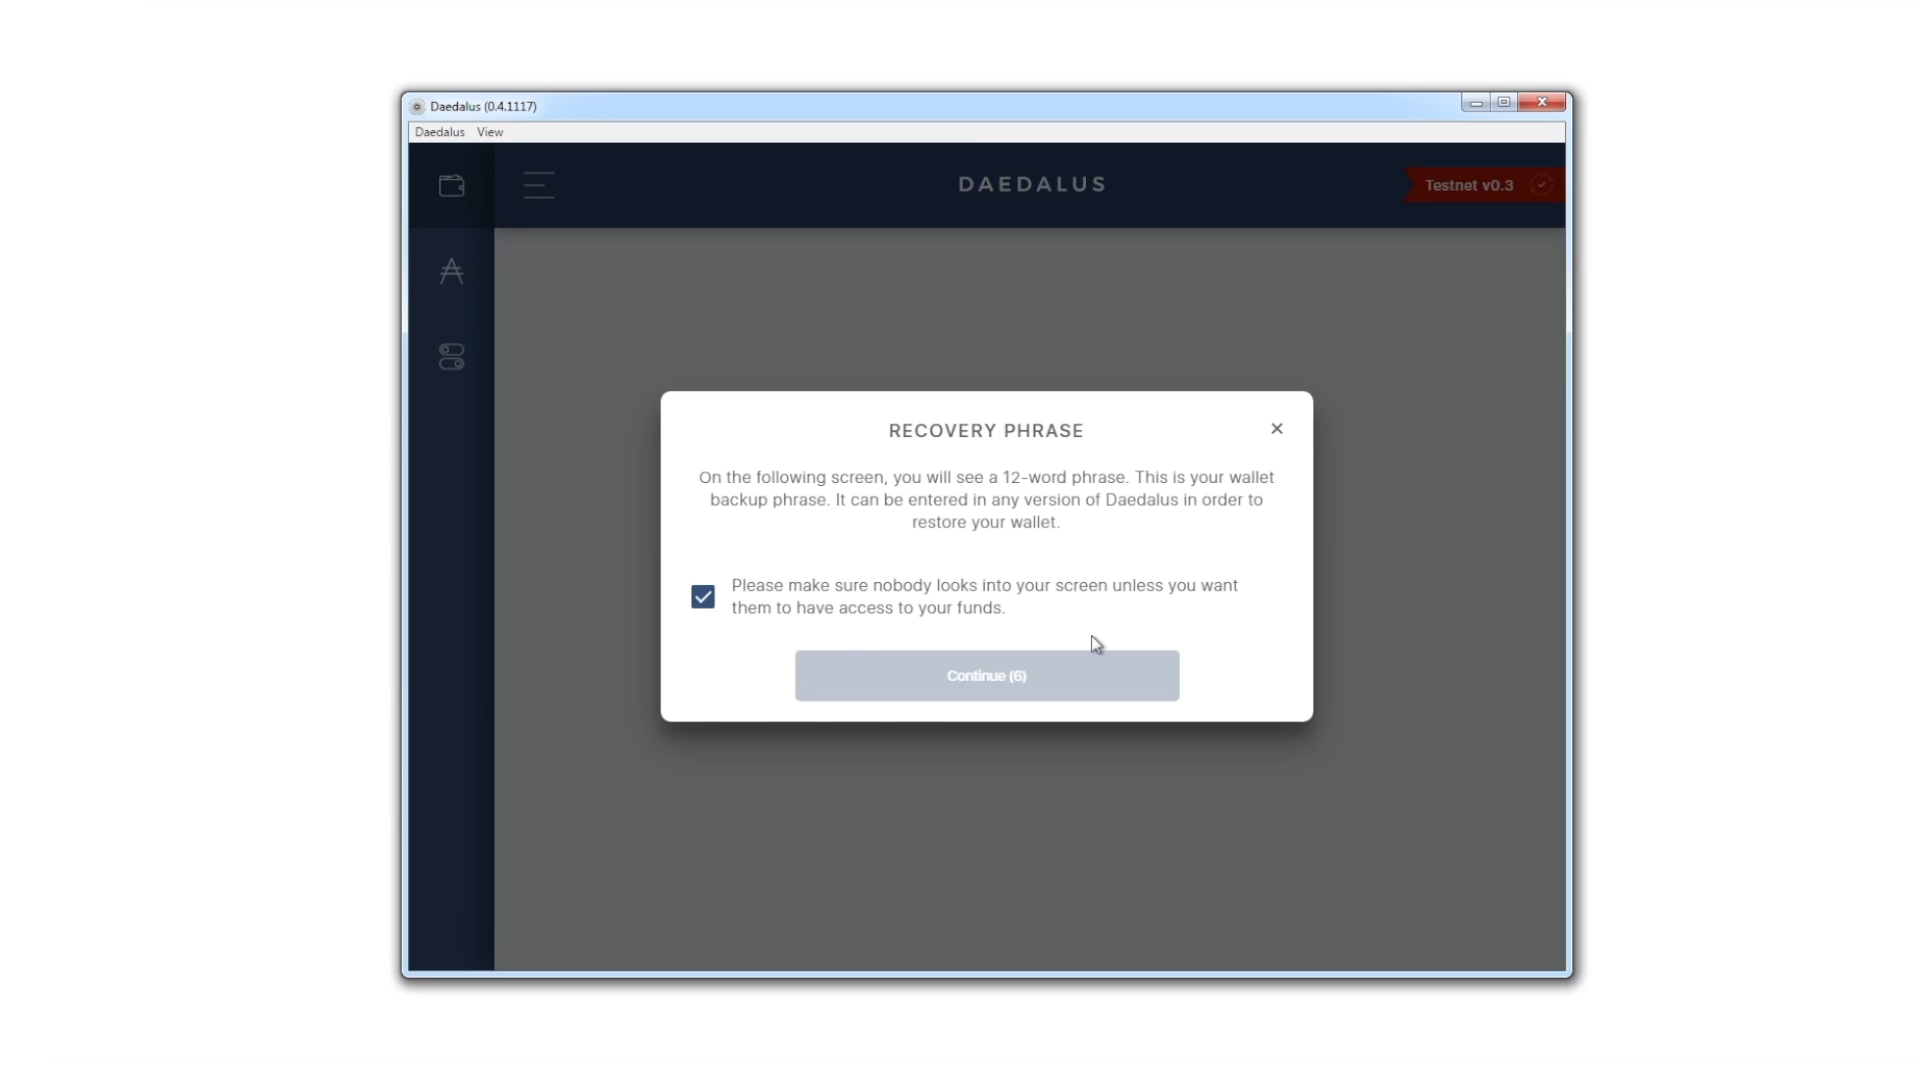 Daedalus (0.4.1117)
Daedalus View
DAEDALUS
Testnet v0.3
RECOVERY PHRASE
On the following screen, you will see a 12-word phrase. This is your wallet
backup phrase. It can be entered in any version of Daedalus in order to
restore your wallet.
Please make sure nobody looks into your screen unless you want
them to have access to your funds.
Continue (6)